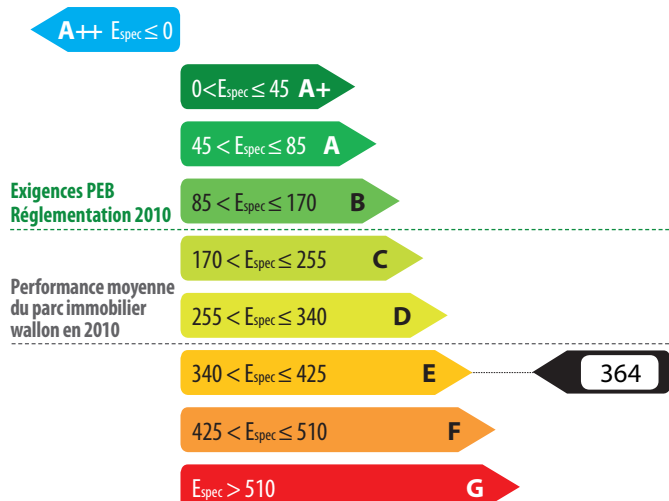 A++ Espec ≤ 0
0 < Espec ≤ 45 A+
45 < Espec ≤ 85 A
Exigences PEB
Réglementation 2010
85 < Espec ≤ 170 B
170 < Espec ≤ 255 C
Performance moyenne
du parc immobilier
wallon en 2010
255 < Espec ≤ 340 D
340 < Espec ≤ 425 E
364
425 < Espec ≤ 510 F
Espec > 510 G